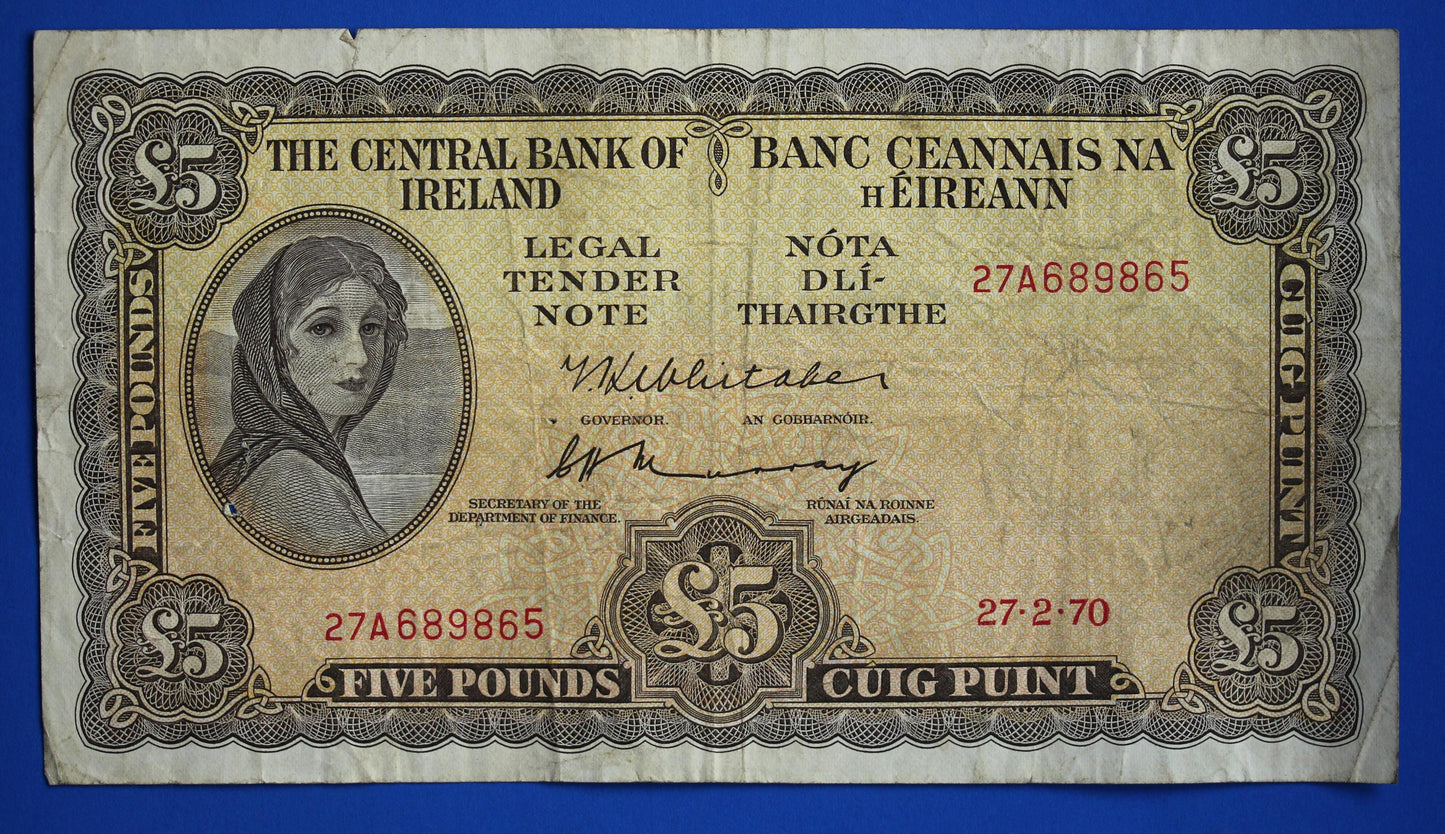 £5
£5
THE CENTRAL BANK OF
IRELAND
BANC CEANNAIS NA
hÉIREANN
LEGAL
TENDER
NOTE
NÓTA
DLÍ-
THAIRGTHE
27A689865
FIVE POUNDS
CÚIG PUINT
T.K. Whitaker
GOVERNOR.
AN GOBHARNÓIR.
C H Murray
SECRETARY OF THE
DEPARTMENT OF FINANCE.
RÚNAÍ NA ROINNE
AIRGEADAIS.
27A689865
27·2·70
£5
FIVE POUNDS
£5
CÚIG PUINT
£5